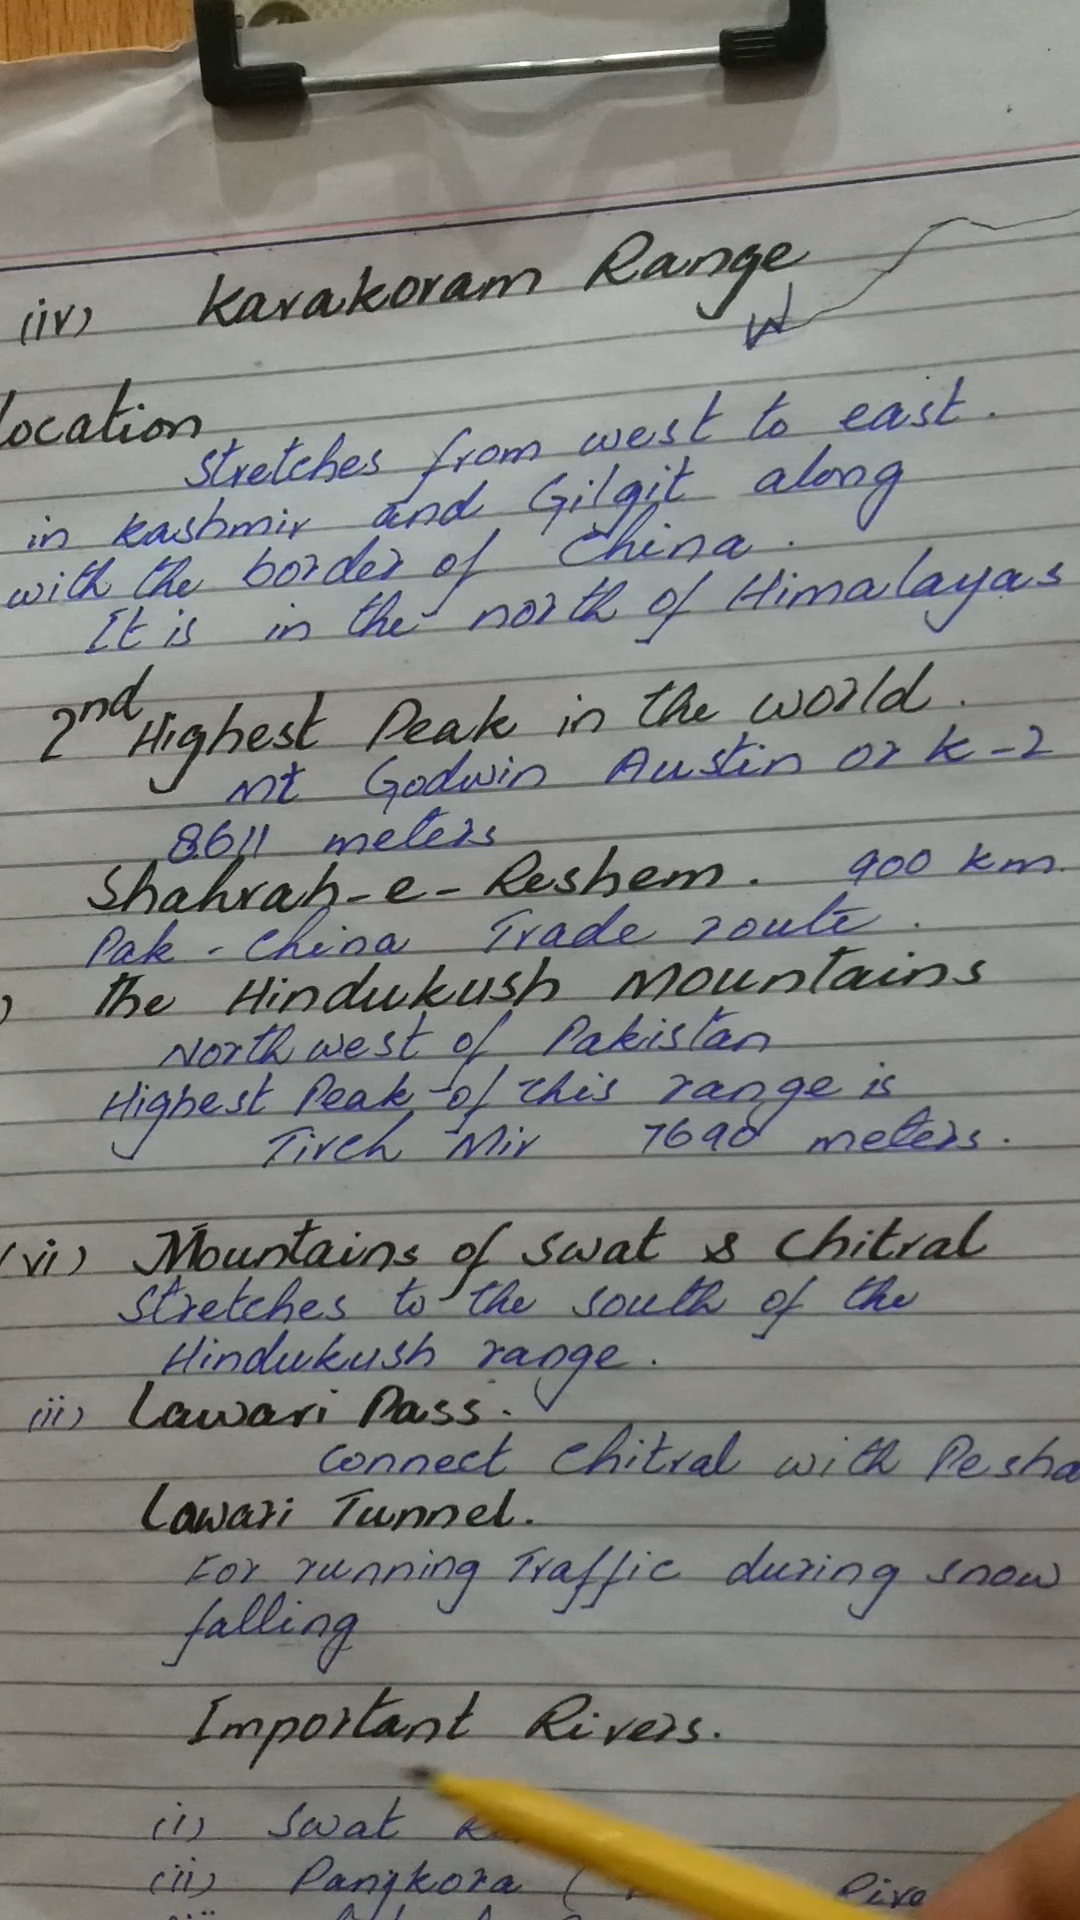 (iv) Karakoram Range
location
stretches from west to east.
in Kashmir and Gilgit along
with the border of China.
It is in the north of Himalayas
2nd Highest Peak in the world.
Mt Godwin Austin or K-2
8611 meters
Shahrah-e-Reshem. 900 km.
Pak-China Trade route.
) the Hindukush Mountains
North west of Pakistan
Highest Peak of this range is
Tirch Mir 7690 meters.
(vi) Mountains of Swat & Chitral
stretches to the south of the
Hindukush range.
(ii) Lawari Pass.
connect Chitral with Pesha
Lawari Tunnel.
For running Traffic during snow
falling
Important Rivers.
(i) Swat
(ii) Panjkora (